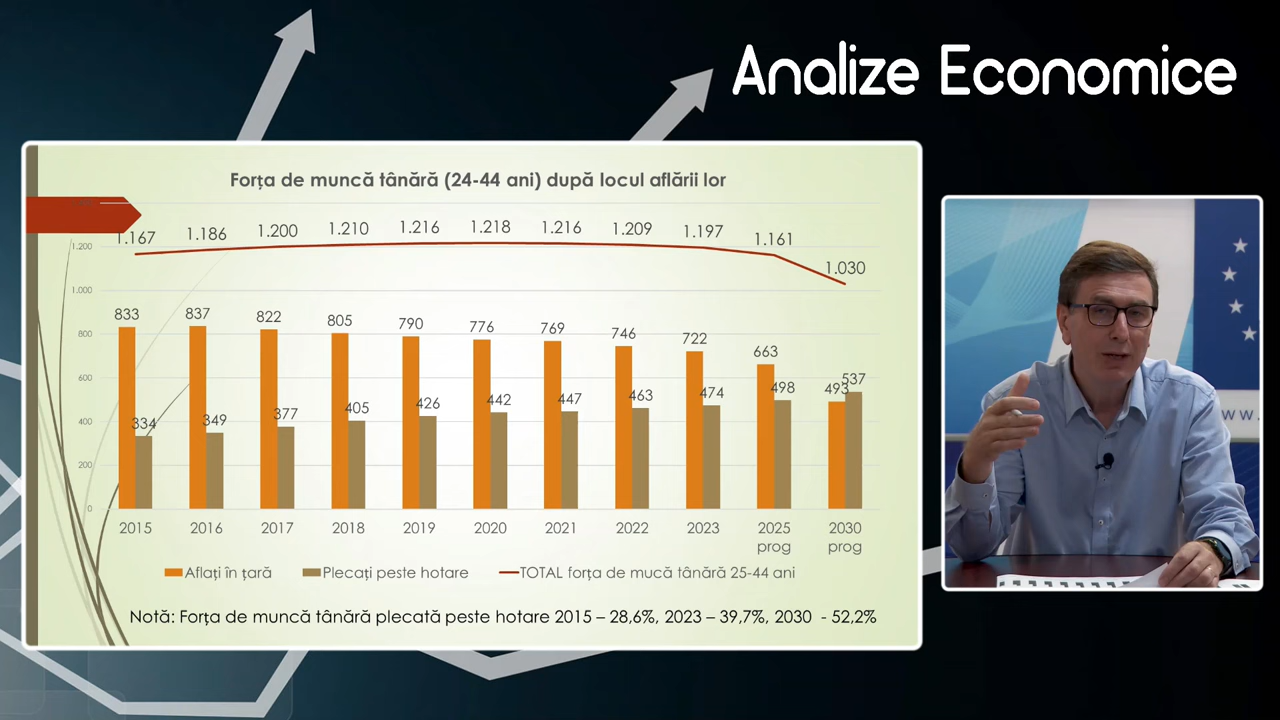 Analize Economice
Forța de muncă tânără (24-44 ani) după locul aflării lor
1.167 1.186 1.200 1.210 1.216 1.218 1.216 1.209 1.197 1.161 1.030
1.200
1.000
800
600
400
200
0
833 837 822 805 790 776 769 746 722 663 493
334 349 377 405 426 442 447 463 474 498 537
2015 2016 2017 2018 2019 2020 2021 2022 2023 2025 prog 2030 prog
Aflați în țară Plecați peste hotare TOTAL forța de mucă tânără 25-44 ani
Notă: Forța de muncă tânără plecată peste hotare 2015 – 28,6%, 2023 – 39,7%, 2030 - 52,2%